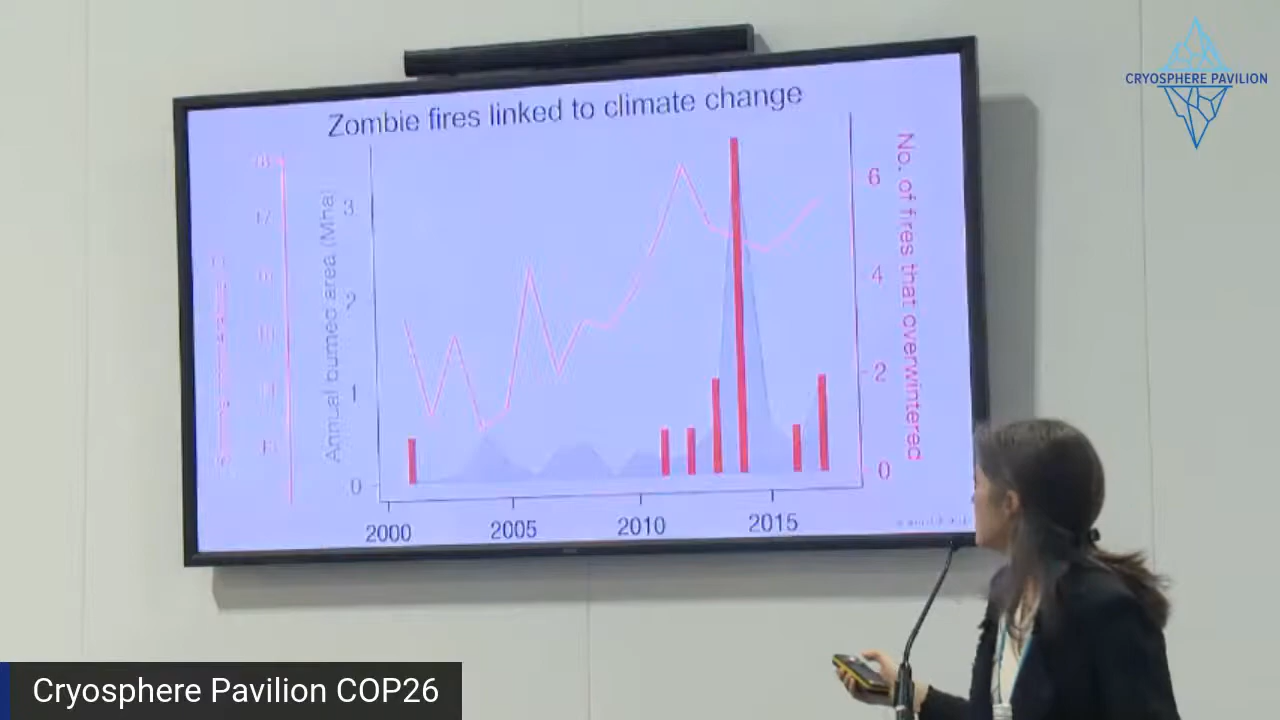 CRYOSPHERE PAVILION
Zombie fires linked to climate change
Annual burned area (Mha)
3
2
1
0
No. of fires that overwintered
6
4
2
0
2000 2005 2010 2015
Cryosphere Pavilion COP26